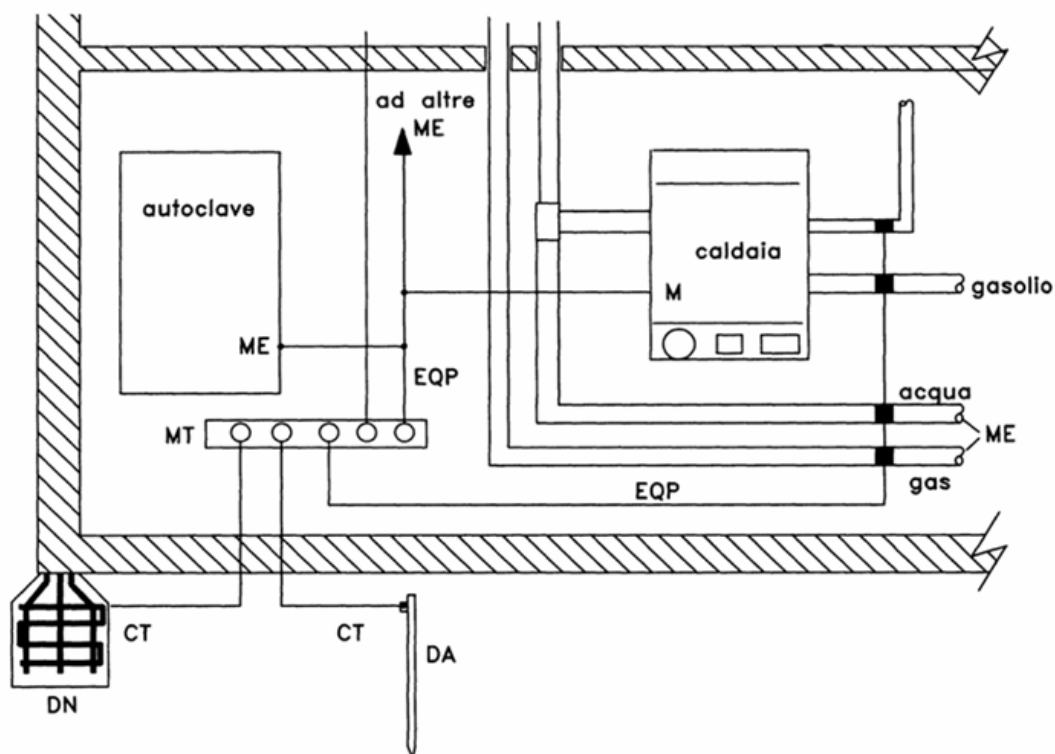 ad altre
ME
autoclave
caldaia
M
gasolio
ME
EQP
acqua
MT
ME
gas
EQP
CT
CT
DA
DN